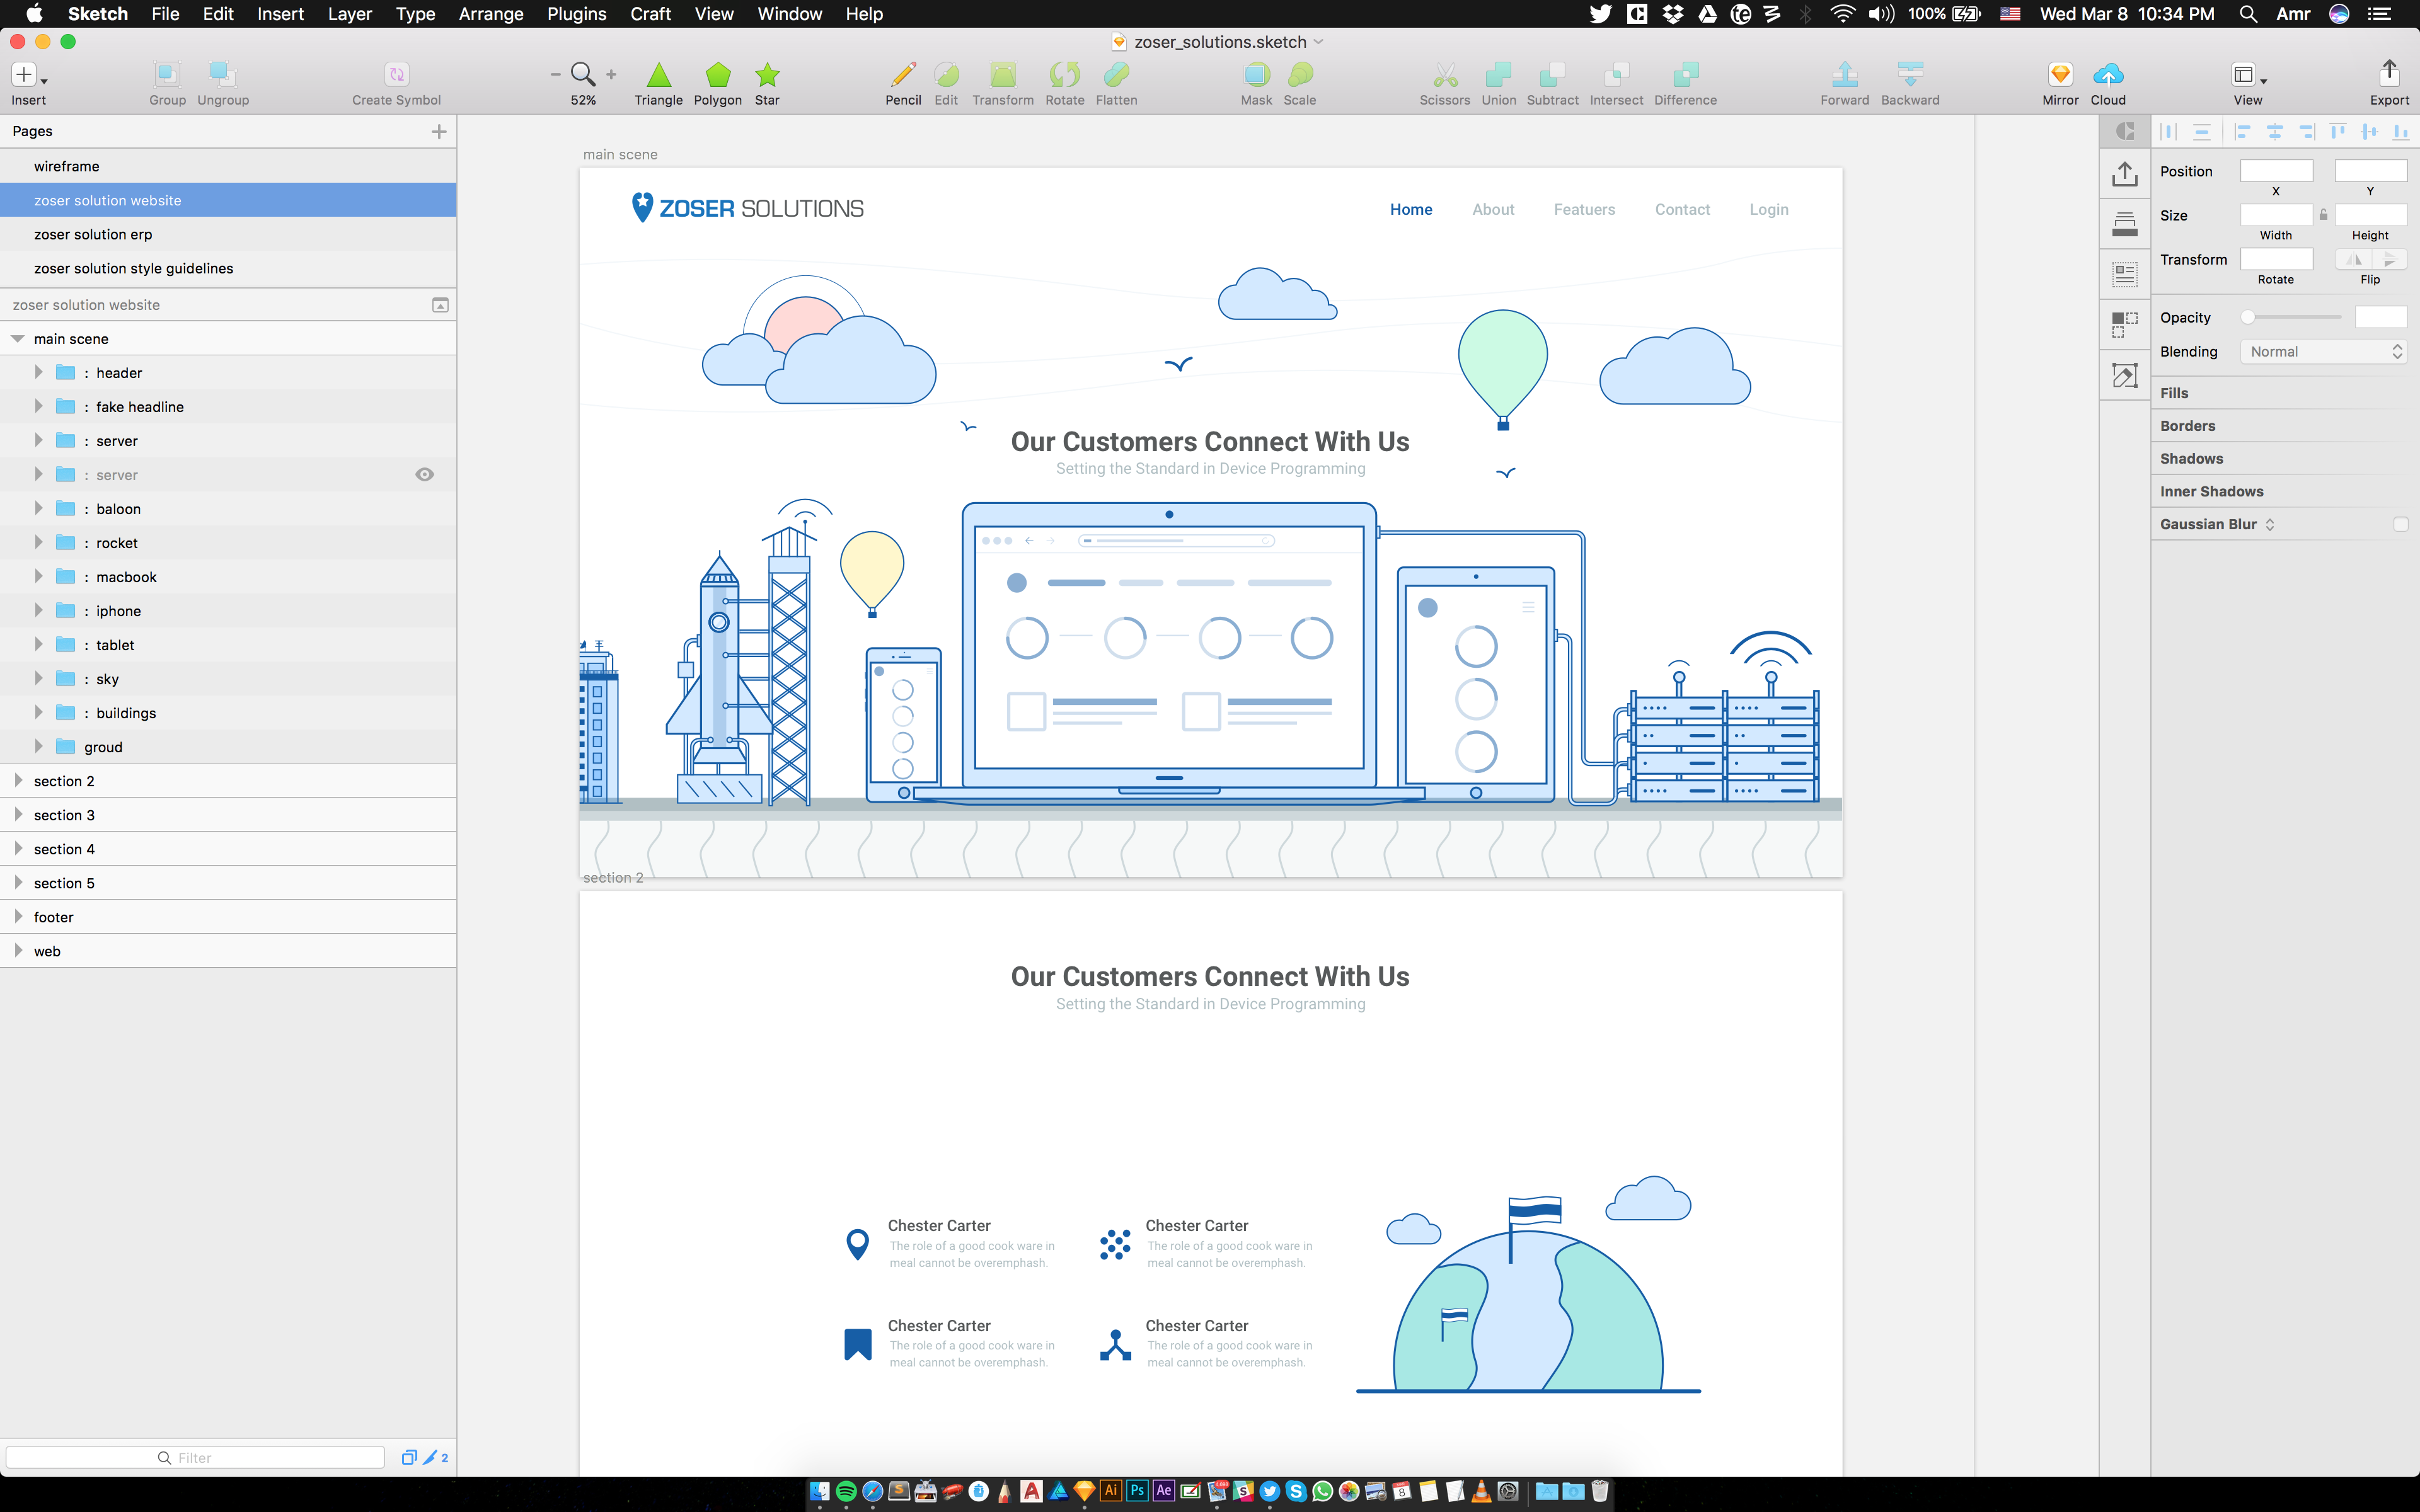 Sketch File Edit Insert Layer Type Arrange Plugins Craft View Window Help 100% Wed Mar 8 10:34 PM Amr
zoser_solutions.sketch
Insert Group Ungroup Create Symbol 52% Triangle Polygon Star Pencil Edit Transform Rotate Flatten Mask Scale Scissors Union Subtract Intersect Difference Forward Backward Mirror Cloud View Export
Pages
wireframe
zoser solution website
zoser solution erp
zoser solution style guidelines
zoser solution website
main scene
: header
: fake headline
: server
: server
: baloon
: rocket
: macbook
: iphone
: tablet
: sky
: buildings
groud
section 2
section 3
section 4
section 5
footer
web
Filter
2
main scene
ZOSER SOLUTIONS
Home About Featuers Contact Login
Our Customers Connect With Us
Setting the Standard in Device Programming
section 2
Our Customers Connect With Us
Setting the Standard in Device Programming
Chester Carter
The role of a good cook ware in
meal cannot be overemphash.
Chester Carter
The role of a good cook ware in
meal cannot be overemphash.
Chester Carter
The role of a good cook ware in
meal cannot be overemphash.
Chester Carter
The role of a good cook ware in
meal cannot be overemphash.
Position
X Y
Size
Width Height
Transform
Rotate Flip
Opacity
Blending Normal
Fills
Borders
Shadows
Inner Shadows
Gaussian Blur
Ai Ps Ae 8